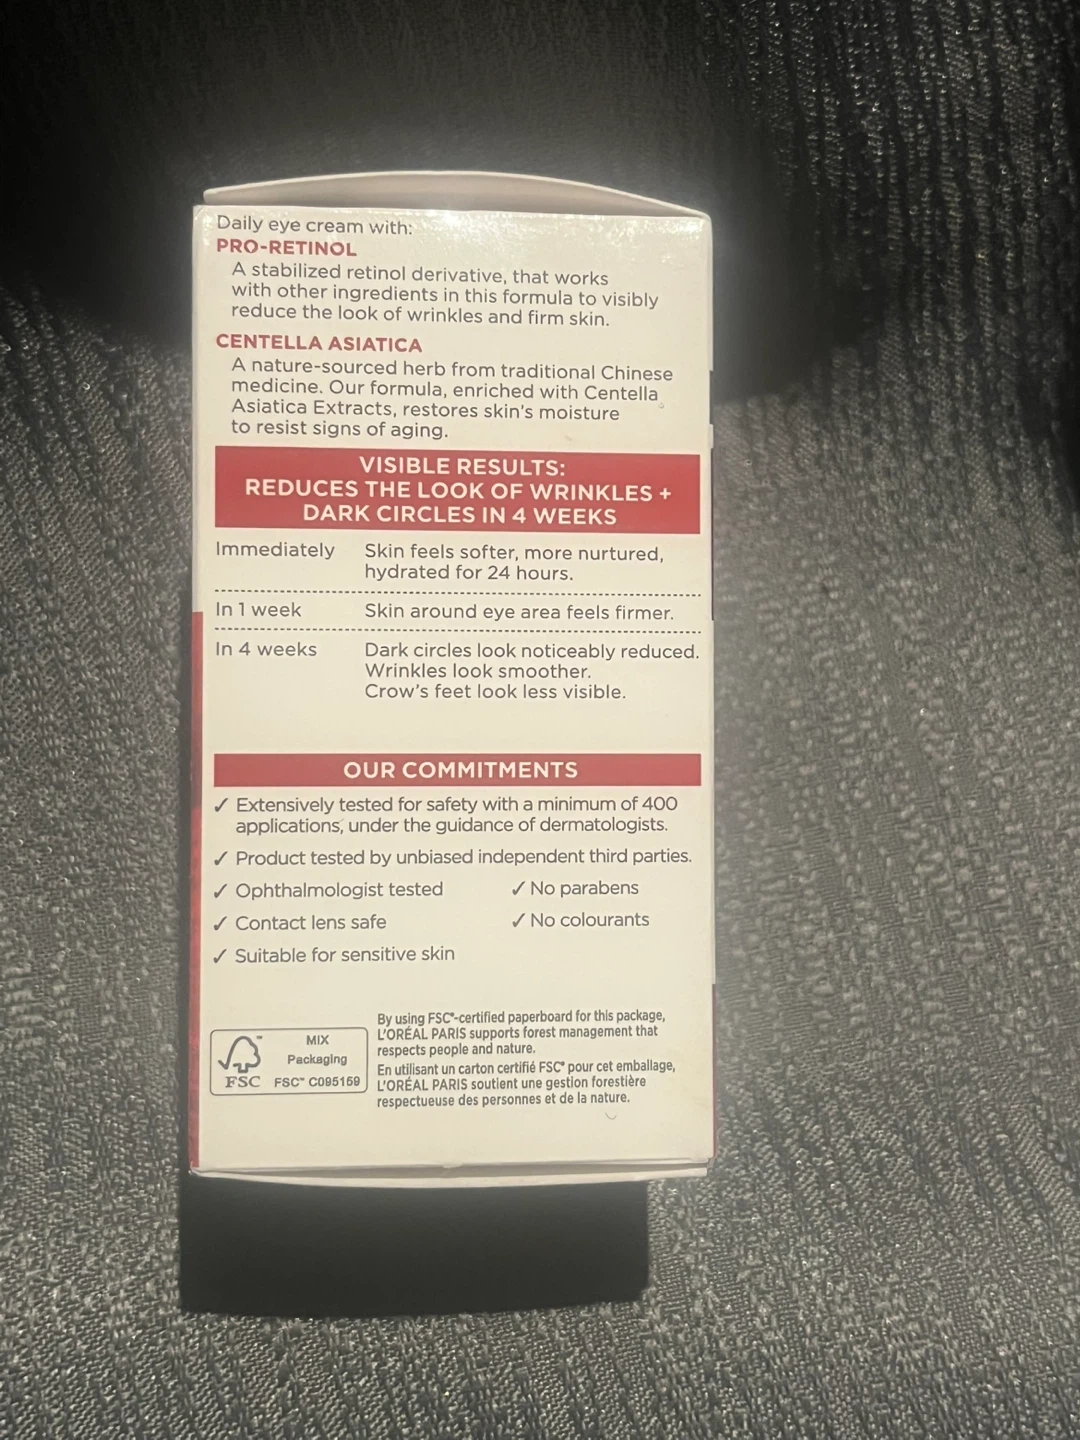 Daily eye cream with:
PRO-RETINOL
A stabilized retinol derivative, that works
with other ingredients in this formula to visibly
reduce the look of wrinkles and firm skin.
CENTELLA ASIATICA
A nature-sourced herb from traditional Chinese
medicine. Our formula, enriched with Centella
Asiatica Extracts, restores skin's moisture
to resist signs of aging.
VISIBLE RESULTS:
REDUCES THE LOOK OF WRINKLES +
DARK CIRCLES IN 4 WEEKS
Immediately Skin feels softer, more nurtured,
hydrated for 24 hours.
In 1 week Skin around eye area feels firmer.
In 4 weeks Dark circles look noticeably reduced.
Wrinkles look smoother.
Crow's feet look less visible.
OUR COMMITMENTS
✓ Extensively tested for safety with a minimum of 400
applications, under the guidance of dermatologists.
✓ Product tested by unbiased independent third parties.
✓ Ophthalmologist tested ✓ No parabens
✓ Contact lens safe ✓ No colourants
✓ Suitable for sensitive skin
By using FSC®-certified paperboard for this package,
L'ORÉAL PARIS supports forest management that
respects people and nature.
En utilisant un carton certifié FSC® pour cet emballage,
L'ORÉAL PARIS soutient une gestion forestière
respectueuse des personnes et de la nature.
MIX
Packaging
FSC FSC™ C095169